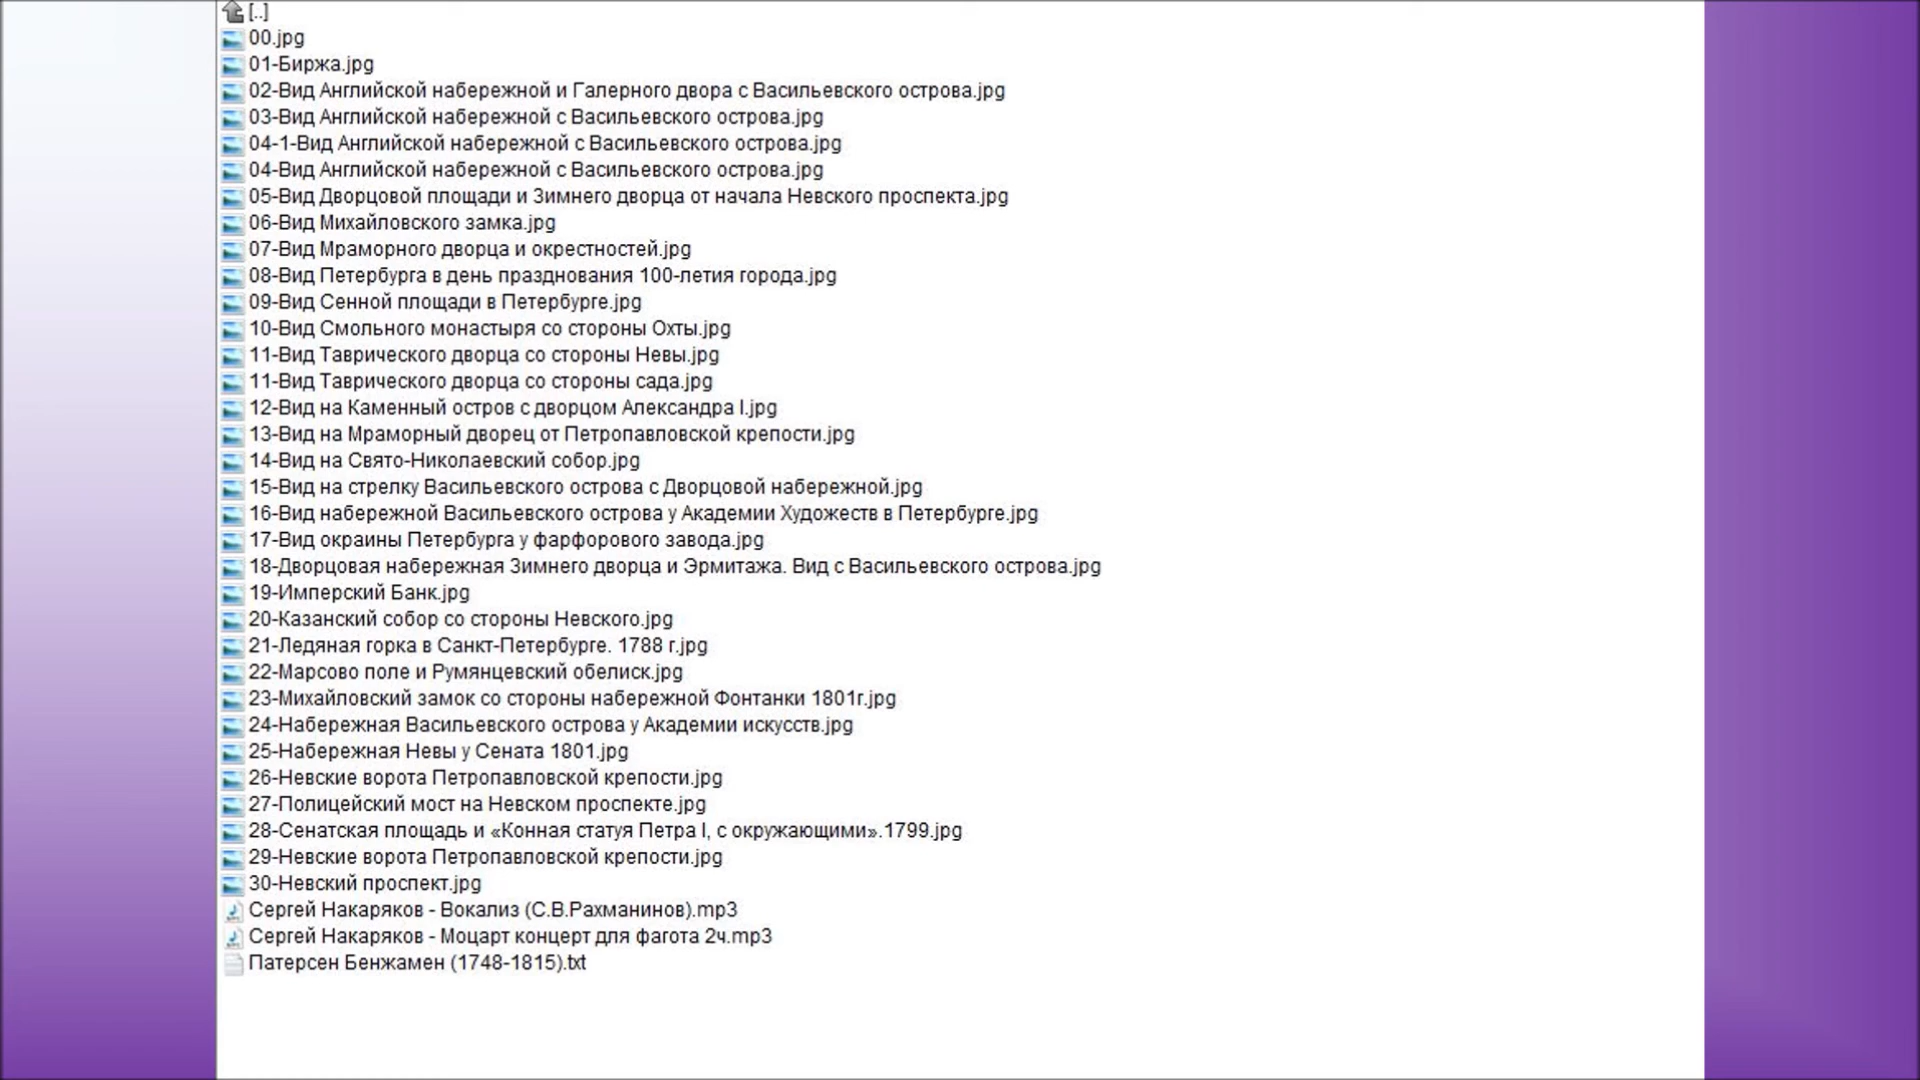 [..]
00.jpg
01-Биржа.jpg
02-Вид Английской набережной и Галерного двора с Васильевского острова.jpg
03-Вид Английской набережной с Васильевского острова.jpg
04-1-Вид Английской набережной с Васильевского острова.jpg
04-Вид Английской набережной с Васильевского острова.jpg
05-Вид Дворцовой площади и Зимнего дворца от начала Невского проспекта.jpg
06-Вид Михайловского замка.jpg
07-Вид Мраморного дворца и окрестностей.jpg
08-Вид Петербурга в день празднования 100-летия города.jpg
09-Вид Сенной площади в Петербурге.jpg
10-Вид Смольного монастыря со стороны Охты.jpg
11-Вид Таврического дворца со стороны Невы.jpg
11-Вид Таврического дворца со стороны сада.jpg
12-Вид на Каменный остров с дворцом Александра I.jpg
13-Вид на Мраморный дворец от Петропавловской крепости.jpg
14-Вид на Свято-Николаевский собор.jpg
15-Вид на стрелку Васильевского острова с Дворцовой набережной.jpg
16-Вид набережной Васильевского острова у Академии Художеств в Петербурге.jpg
17-Вид окраины Петербурга у фарфорового завода.jpg
18-Дворцовая набережная Зимнего дворца и Эрмитажа. Вид с Васильевского острова.jpg
19-Имперский Банк.jpg
20-Казанский собор со стороны Невского.jpg
21-Ледяная горка в Санкт-Петербурге. 1788 г.jpg
22-Марсово поле и Румянцевский обелиск.jpg
23-Михайловский замок со стороны набережной Фонтанки 1801г.jpg
24-Набережная Васильевского острова у Академии искусств.jpg
25-Набережная Невы у Сената 1801.jpg
26-Невские ворота Петропавловской крепости.jpg
27-Полицейский мост на Невском проспекте.jpg
28-Сенатская площадь и «Конная статуя Петра I, с окружающими».1799.jpg
29-Невские ворота Петропавловской крепости.jpg
30-Невский проспект.jpg
Сергей Накаряков - Вокализ (С.В.Рахманинов).mp3
Сергей Накаряков - Моцарт концерт для фагота 2ч.mp3
Патерсен Бенжамен (1748-1815).txt